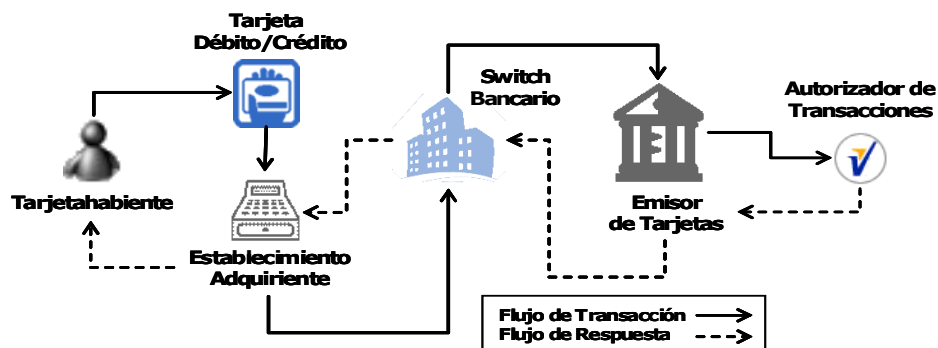 Tarjeta
Débito/Crédito
Switch
Bancario
Autorizador de
Transacciones
Tarjetahabiente
Emisor
de Tarjetas
Establecimiento
Adquiriente
Flujo de Transacción
Flujo de Respuesta